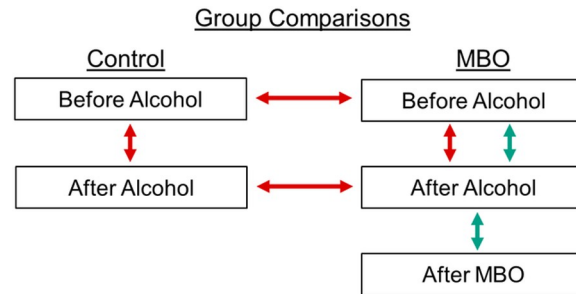 Group Comparisons
Control
MBO
Before Alcohol
Before Alcohol
After Alcohol
After Alcohol
After MBO